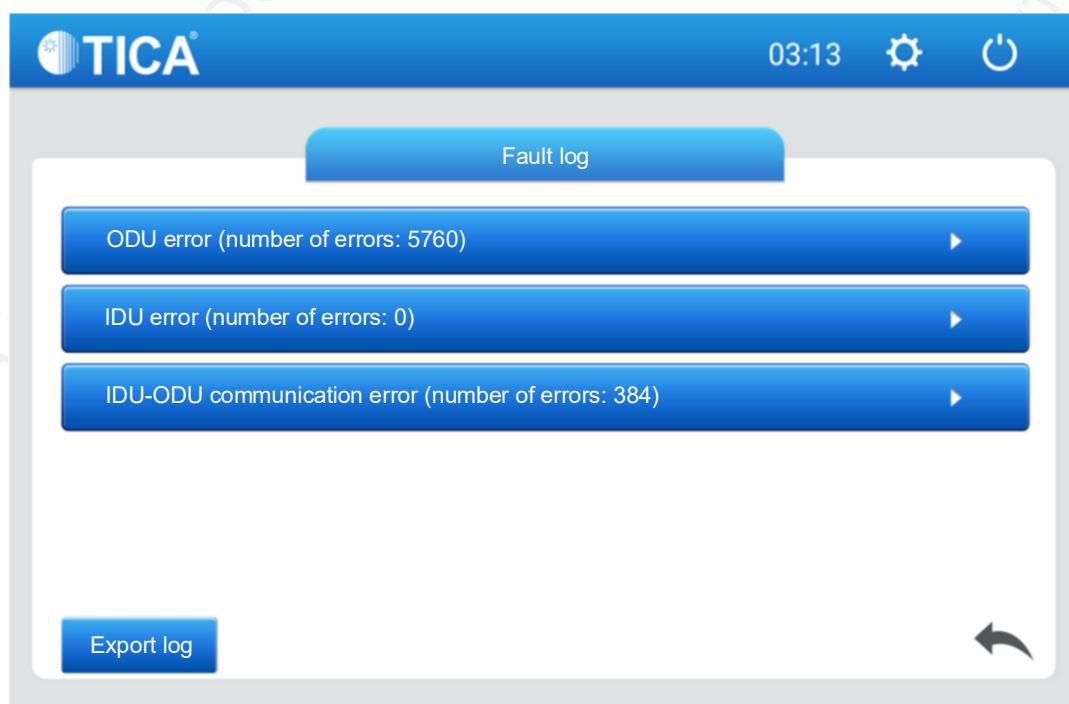 TICA®
03:13
Fault log
ODU error (number of errors: 5760)
IDU error (number of errors: 0)
IDU-ODU communication error (number of errors: 384)
Export log